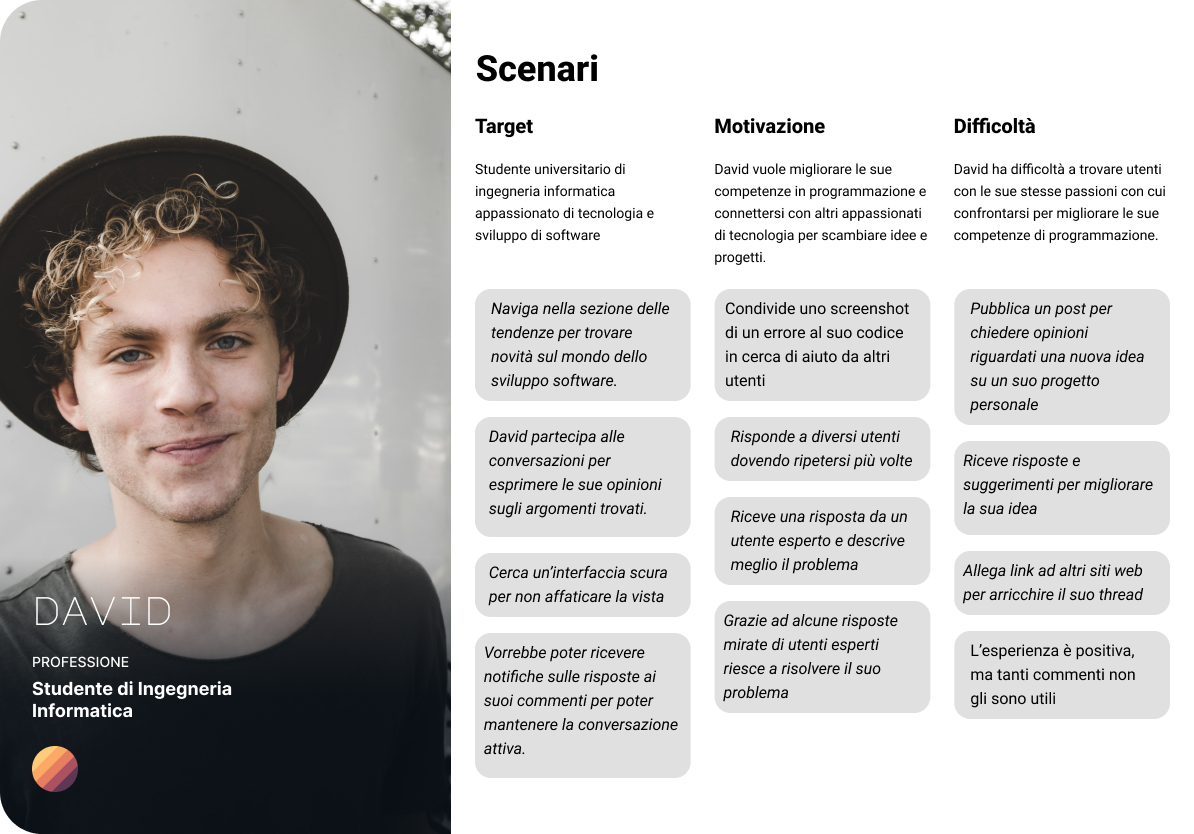 DAVID
PROFESSIONE
Studente di Ingegneria
Informatica
Scenari
Target
Studente universitario di
ingegneria informatica
appassionato di tecnologia e
sviluppo di software
Naviga nella sezione delle
tendenze per trovare
novità sul mondo dello
sviluppo software.
David partecipa alle
conversazioni per
esprimere le sue opinioni
sugli argomenti trovati.
Cerca un’interfaccia scura
per non affaticare la vista
Vorrebbe poter ricevere
notifiche sulle risposte ai
suoi commenti per poter
mantenere la conversazione
attiva.
Motivazione
David vuole migliorare le sue
competenze in programmazione e
connettersi con altri appassionati
di tecnologia per scambiare idee e
progetti.
Condivide uno screenshot
di un errore al suo codice
in cerca di aiuto da altri
utenti
Risponde a diversi utenti
dovendo ripetersi più volte
Riceve una risposta da un
utente esperto e descrive
meglio il problema
Grazie ad alcune risposte
mirate di utenti esperti
riesce a risolvere il suo
problema
Difficoltà
David ha difficoltà a trovare utenti
con le sue stesse passioni con cui
confrontarsi per migliorare le sue
competenze di programmazione.
Pubblica un post per
chiedere opinioni
riguardati una nuova idea
su un suo progetto
personale
Riceve risposte e
suggerimenti per migliorare
la sua idea
Allega link ad altri siti web
per arricchire il suo thread
L’esperienza è positiva,
ma tanti commenti non
gli sono utili